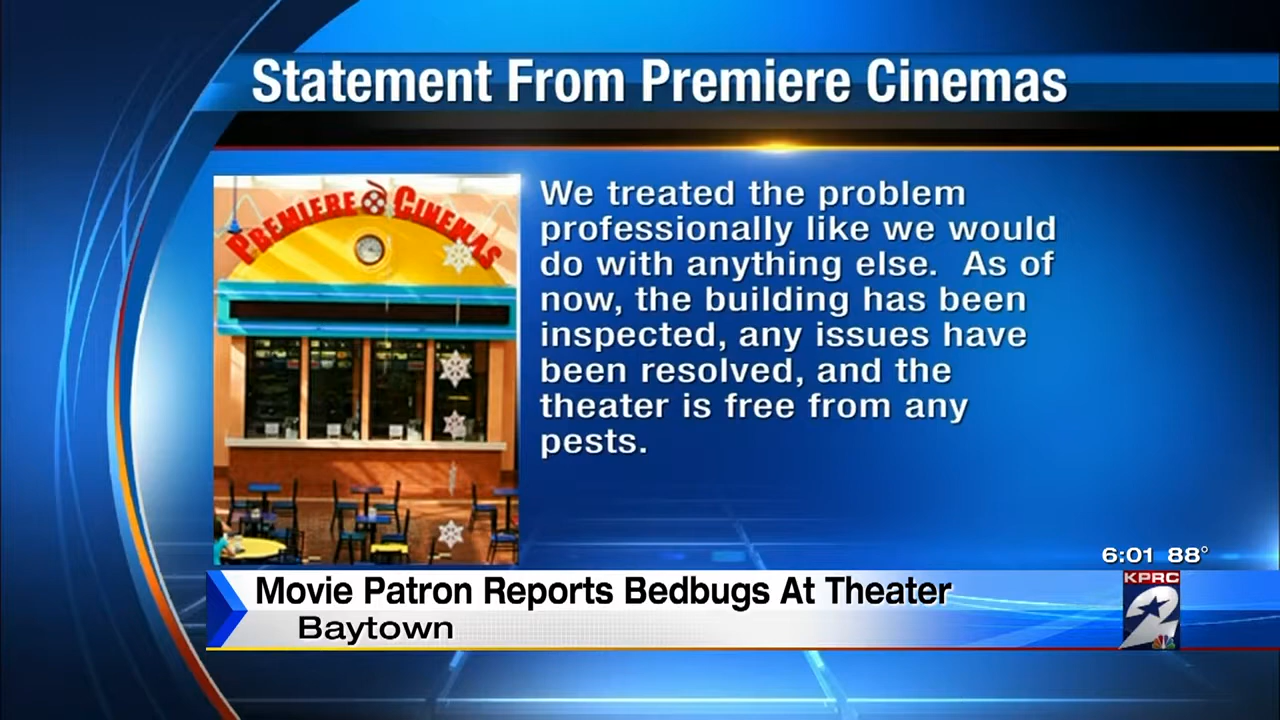 Statement From Premiere Cinemas
PREMIERE CINEMAS
We treated the problem
professionally like we would
do with anything else.  As of
now, the building has been
inspected, any issues have
been resolved, and the
theater is free from any
pests.
6:01 88°
Movie Patron Reports Bedbugs At Theater
Baytown
KPRC
2